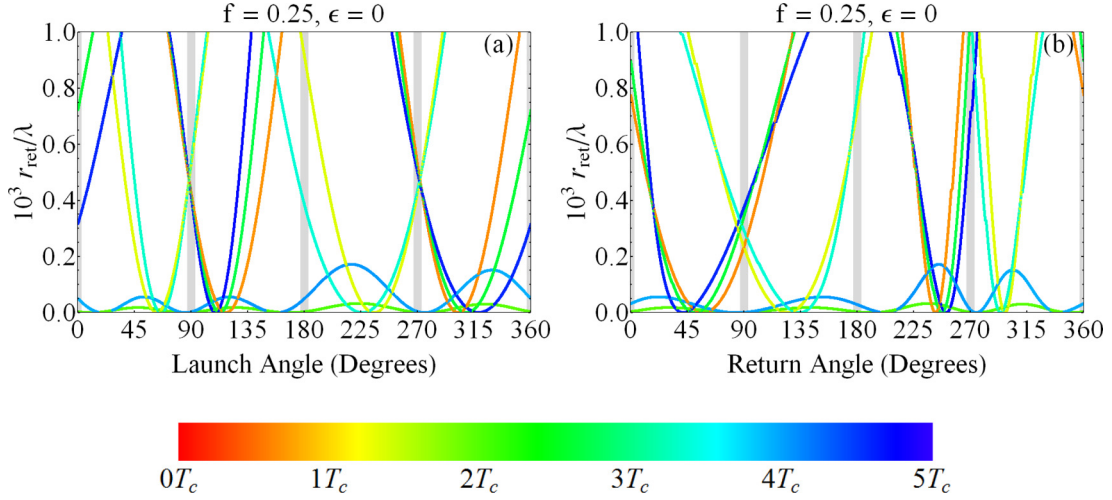 f = 0.25, ϵ = 0
(a)
10³ r_ret/λ
1.0
0.8
0.6
0.4
0.2
0.0
0 45 90 135 180 225 270 315 360
Launch Angle (Degrees)
f = 0.25, ϵ = 0
(b)
10³ r_ret/λ
1.0
0.8
0.6
0.4
0.2
0.0
0 45 90 135 180 225 270 315 360
Return Angle (Degrees)
0T_c 1T_c 2T_c 3T_c 4T_c 5T_c